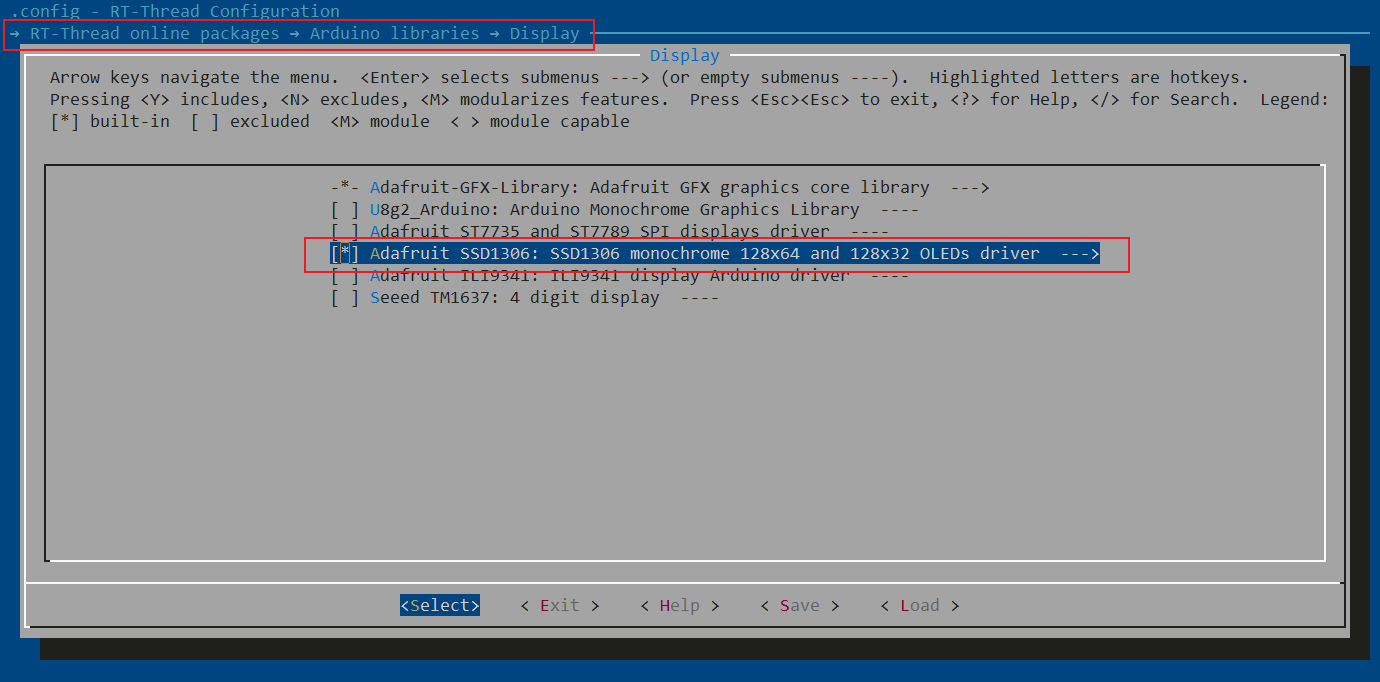 .config - RT-Thread Configuration
→ RT-Thread online packages → Arduino libraries → Display
Display
Arrow keys navigate the menu.  <Enter> selects submenus ---> (or empty submenus ----).  Highlighted letters are hotkeys.
Pressing <Y> includes, <N> excludes, <M> modularizes features.  Press <Esc><Esc> to exit, <?> for Help, </> for Search.  Legend:
[*] built-in  [ ] excluded  <M> module  < > module capable
-*- Adafruit-GFX-Library: Adafruit GFX graphics core library  --->
[ ] U8g2_Arduino: Arduino Monochrome Graphics Library  ----
[ ] Adafruit ST7735 and ST7789 SPI displays driver  ----
[*] Adafruit SSD1306: SSD1306 monochrome 128x64 and 128x32 OLEDs driver  --->
[ ] Adafruit ILI9341: ILI9341 display Arduino driver  ----
[ ] Seeed TM1637: 4 digit display  ----
<Select>    < Exit >    < Help >    < Save >    < Load >